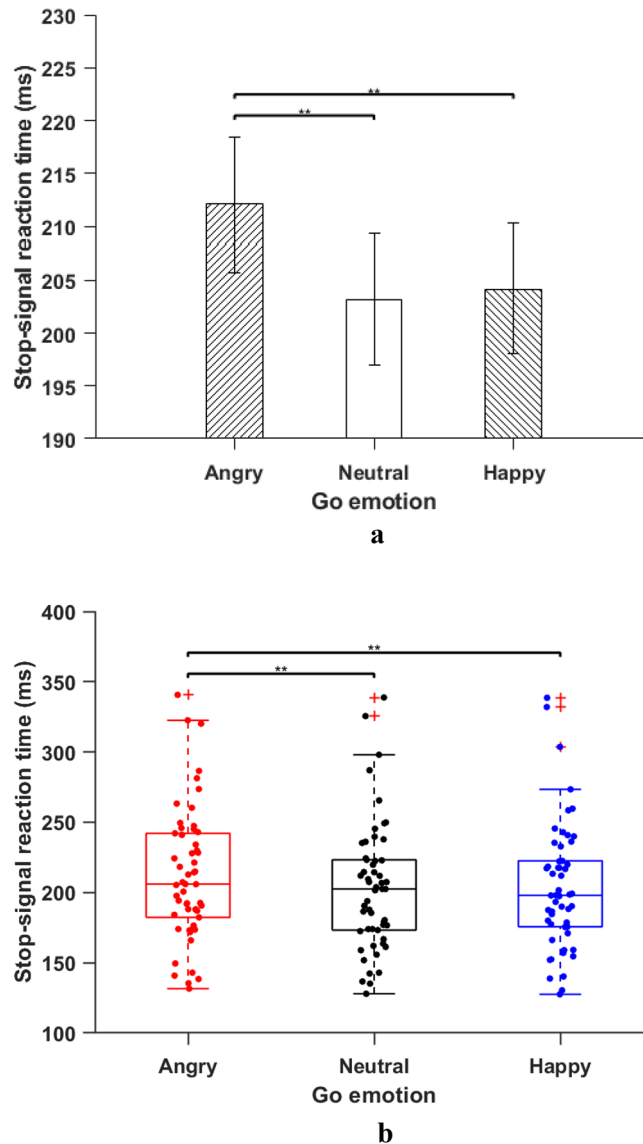 230
225
220
215
210
205
200
195
190
Stop-signal reaction time (ms)
**
**
Angry Neutral Happy
Go emotion
a
400
350
300
250
200
150
100
Stop-signal reaction time (ms)
**
**
Angry Neutral Happy
Go emotion
b